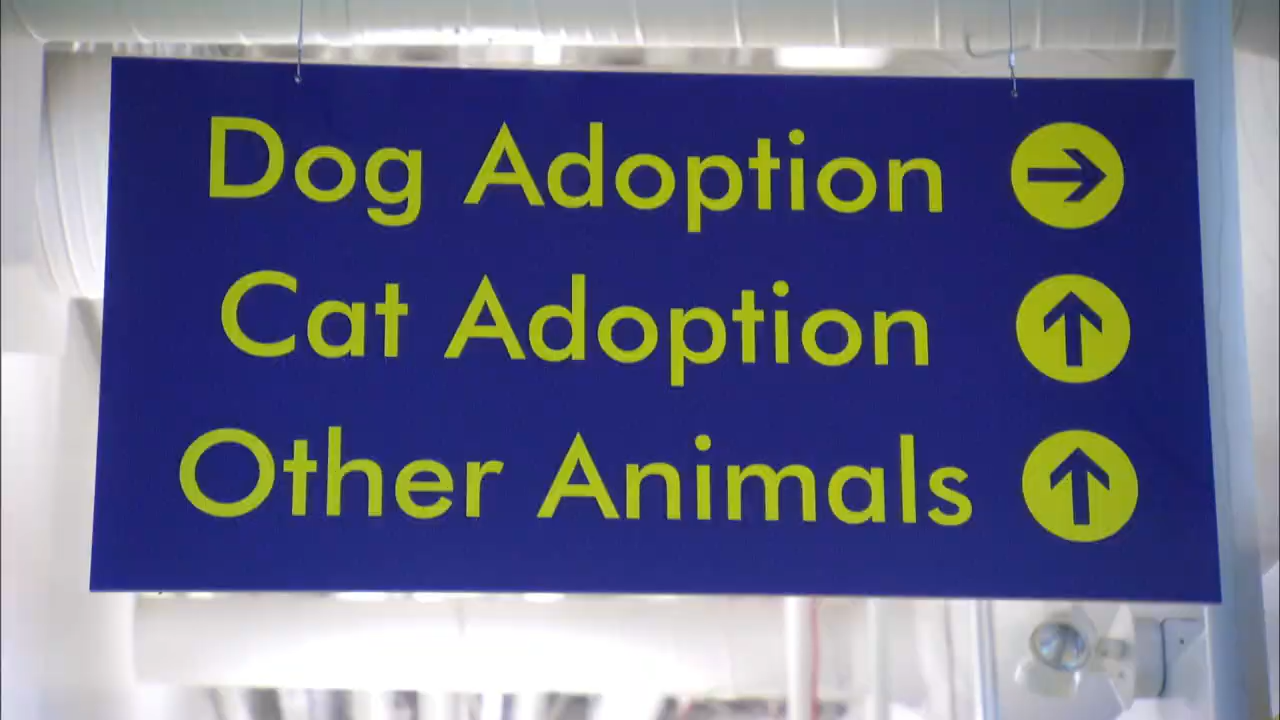 Dog Adoption →
Cat Adoption ↑
Other Animals ↑